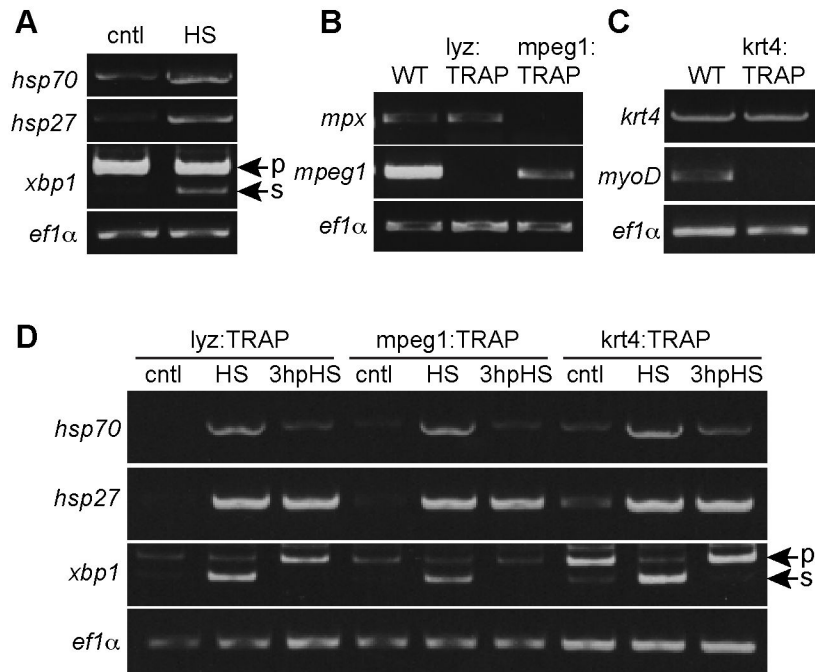 A
cntl HS
hsp70
hsp27
xbp1
p
s
ef1α
B
lyz: mpeg1:
WT TRAP TRAP
mpx
mpeg1
ef1α
C
krt4:
WT TRAP
krt4
myoD
ef1α
D
lyz:TRAP mpeg1:TRAP krt4:TRAP
cntl HS 3hpHS cntl HS 3hpHS cntl HS 3hpHS
hsp70
hsp27
xbp1
p
s
ef1α